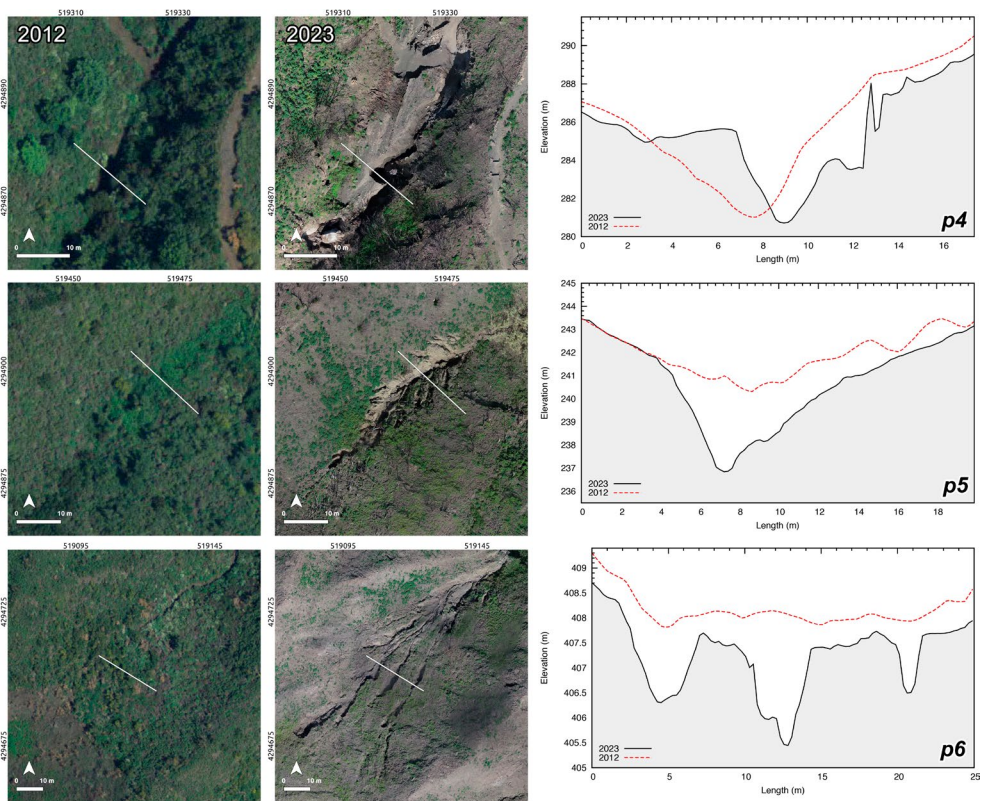 519310 519330
2012
4294890
4294870
0 10 m
519310 519330
2023
4294890
4294870
0 10 m
290
288
286
284
282
280
Elevation (m)
2023
2012
p4
0 2 4 6 8 10 12 14 16
Length (m)
519450 519475
4294900
4294875
0 10 m
519450 519475
4294900
4294875
0 10 m
245
244
243
242
241
240
239
238
237
236
Elevation (m)
2023
2012
p5
0 2 4 6 8 10 12 14 16 18
Length (m)
519095 519145
4294725
4294675
0 10 m
519095 519145
4294725
4294675
0 10 m
409
408.5
408
407.5
407
406.5
406
405.5
405
Elevation (m)
2023
2012
p6
0 5 10 15 20 25
Length (m)